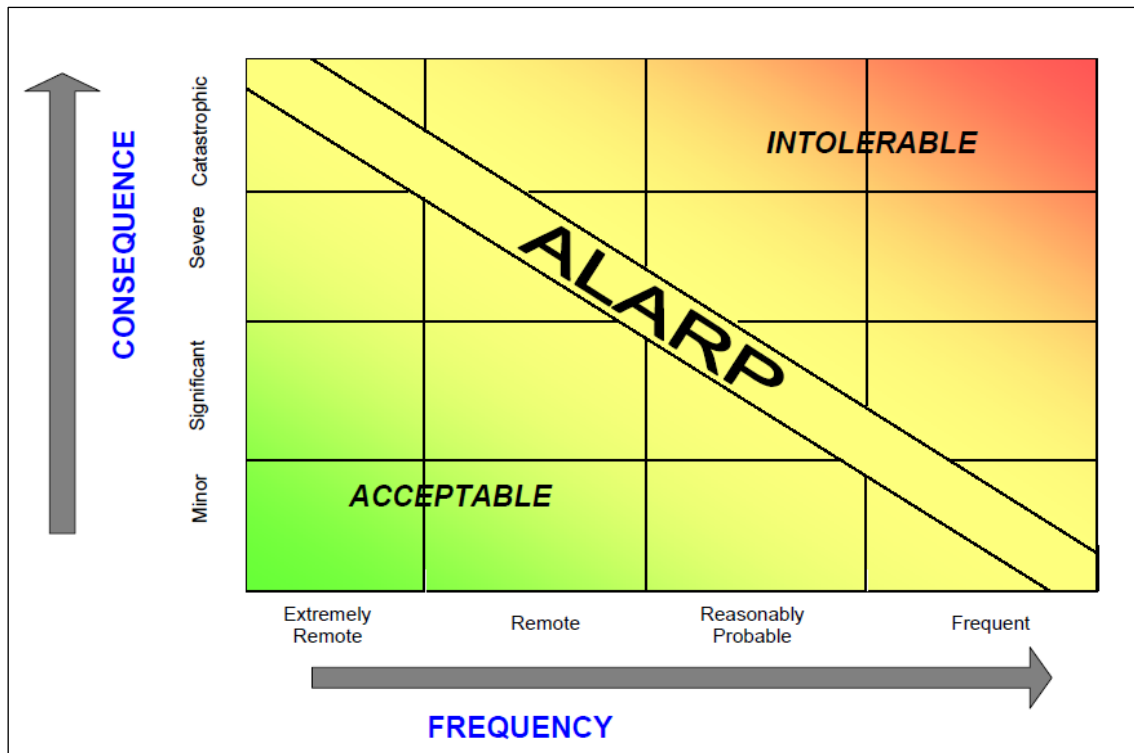 CONSEQUENCE
Catastrophic
Severe
Significant
Minor
INTOLERABLE
ALARP
ACCEPTABLE
Extremely
Remote
Remote
Reasonably
Probable
Frequent
FREQUENCY